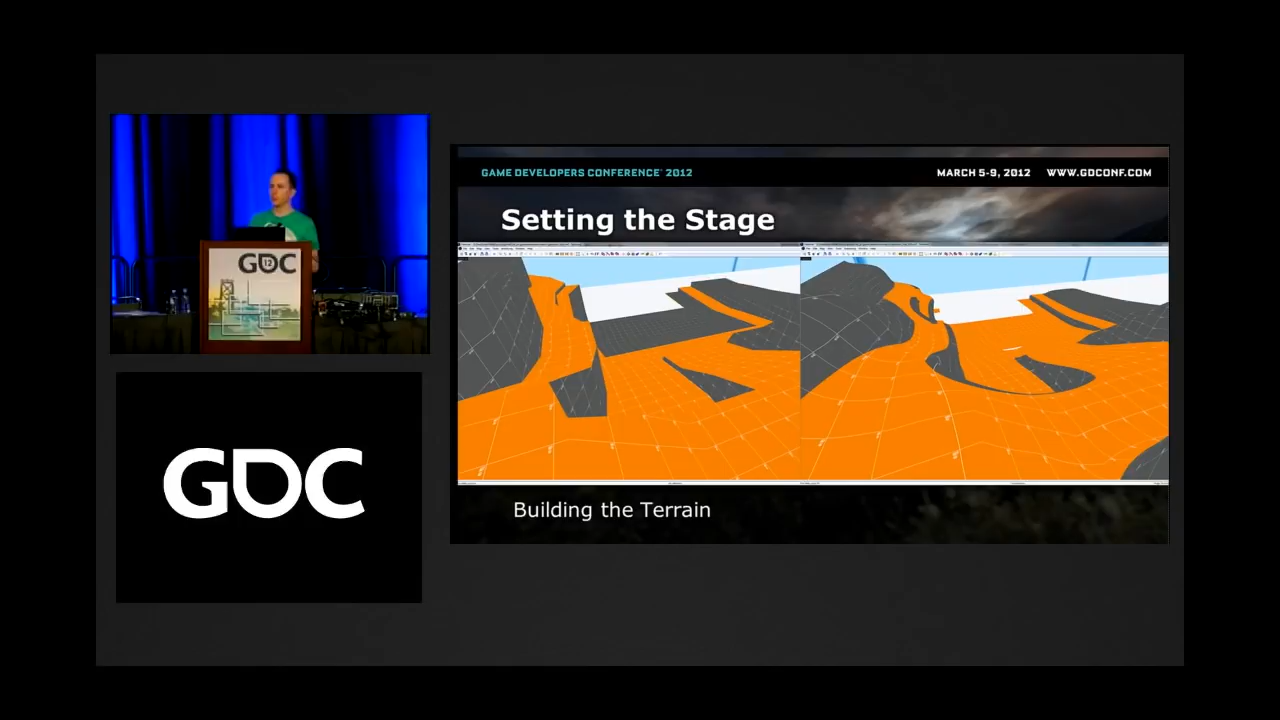 GDC
12
GDC
GAME DEVELOPERS CONFERENCE® 2012
MARCH 5-9, 2012 WWW.GDCONF.COM
Setting the Stage
Building the Terrain